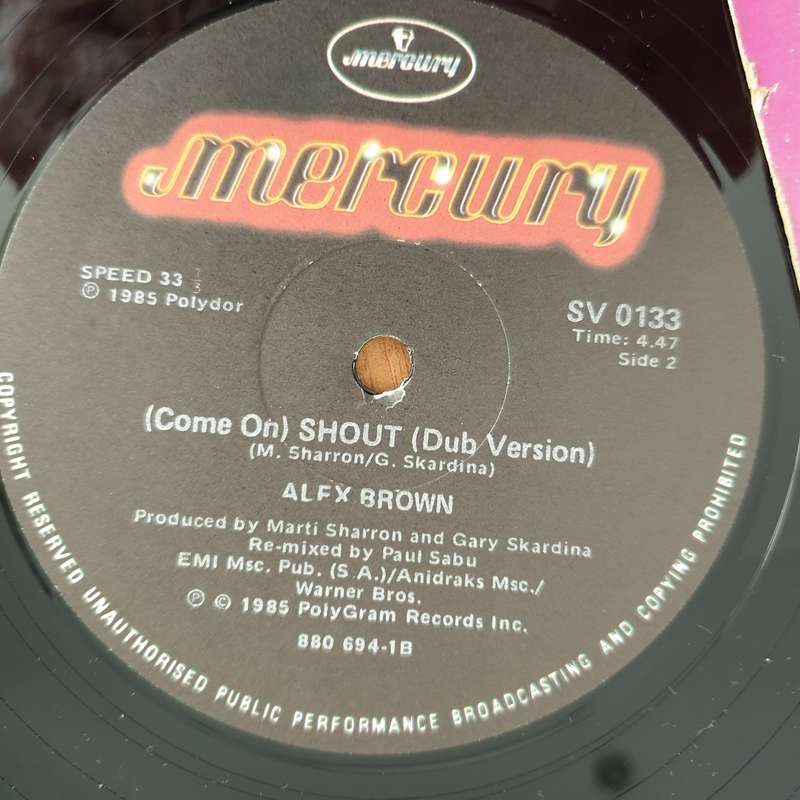 mercury
mercury
SPEED 33 1/3
℗ 1985 Polydor
SV 0133
Time: 4.47
Side 2
(Come On) SHOUT (Dub Version)
(M. Sharron/G. Skardina)
ALEX BROWN
Produced by Marti Sharron and Gary Skardina
Re-mixed by Paul Sabu
EMI Msc. Pub. (S.A.)/Anidraks Msc./
Warner Bros.
℗ © 1985 PolyGram Records Inc.
880 694-1B
COPYRIGHT RESERVED UNAUTHORISED PUBLIC PERFORMANCE BROADCASTING AND COPYING PROHIBITED